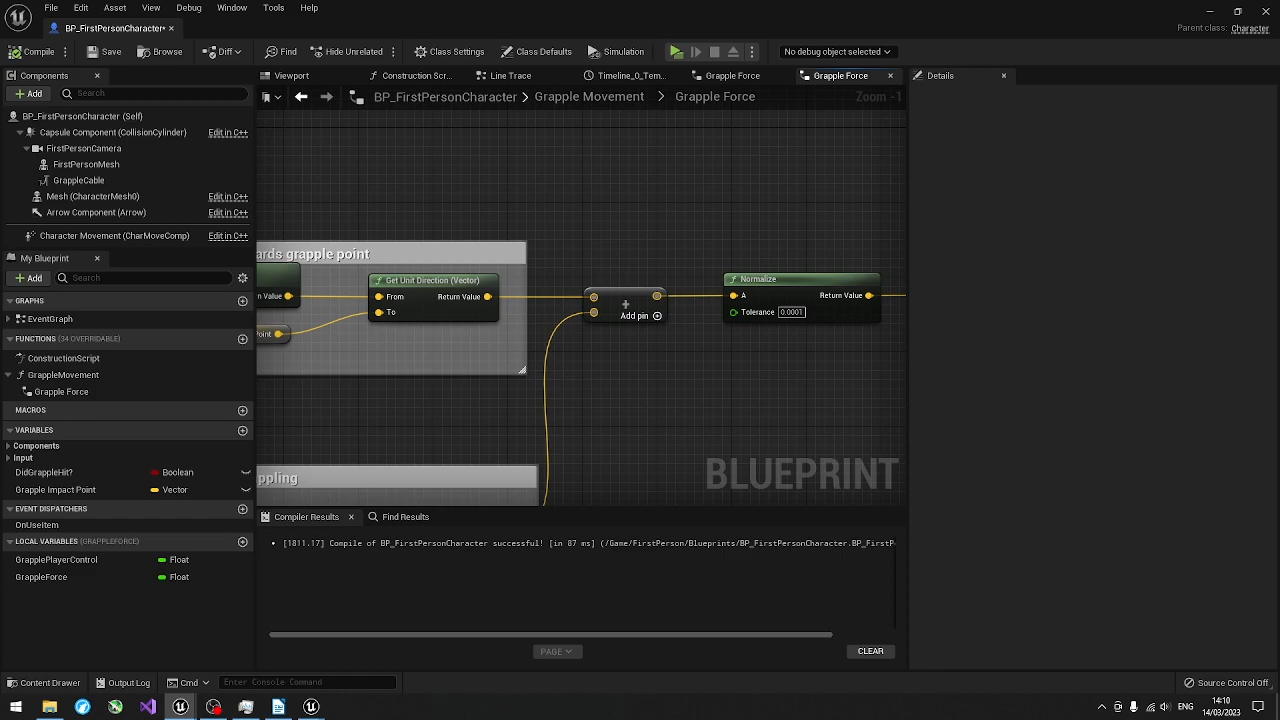 File Edit Asset View Debug Window Tools Help
BP_FirstPersonCharacter*
Parent class: Character
Compile Save Browse Diff Find Hide Unrelated Class Settings Class Defaults Simulation No debug object selected
Components Viewport Construction Scr... Line Trace Timeline_0_Tem... Grapple Force Grapple Force Details
Add Search
BP_FirstPersonCharacter > Grapple Movement > Grapple Force Zoom -1
BP_FirstPersonCharacter (Self)
Capsule Component (CollisionCylinder) Edit in C++
FirstPersonCamera
FirstPersonMesh
GrappleCable
Mesh (CharacterMesh0) Edit in C++
Arrow Component (Arrow) Edit in C++
Character Movement (CharMoveComp) Edit in C++
My Blueprint
Add Search
GRAPHS
EventGraph
FUNCTIONS (34 OVERRIDABLE)
ConstructionScript
GrappleMovement
Grapple Force
MACROS
VARIABLES
Components
Input
DidGrappleHit? Boolean
Grapple Impact Point Vector
EVENT DISPATCHERS
OnUseItem
LOCAL VARIABLES (GRAPPLEFORCE)
GrapplePlayerControl Float
GrappleForce Float
ards grapple point
rn Value
Point
Get Unit Direction (Vector)
From Return Value
To
Add pin
Normalize
A Return Value
Tolerance 0.0001
ppling
BLUEPRINT
Compiler Results Find Results
[1811.17] Compile of BP_FirstPersonCharacter successful! [in 87 ms] (/Game/FirstPerson/Blueprints/BP_FirstPersonCharacter.BP_FirstP
PAGE CLEAR
Content Drawer Output Log Cmd Enter Console Command Source Control Off
ENG 14:10
14/03/2023